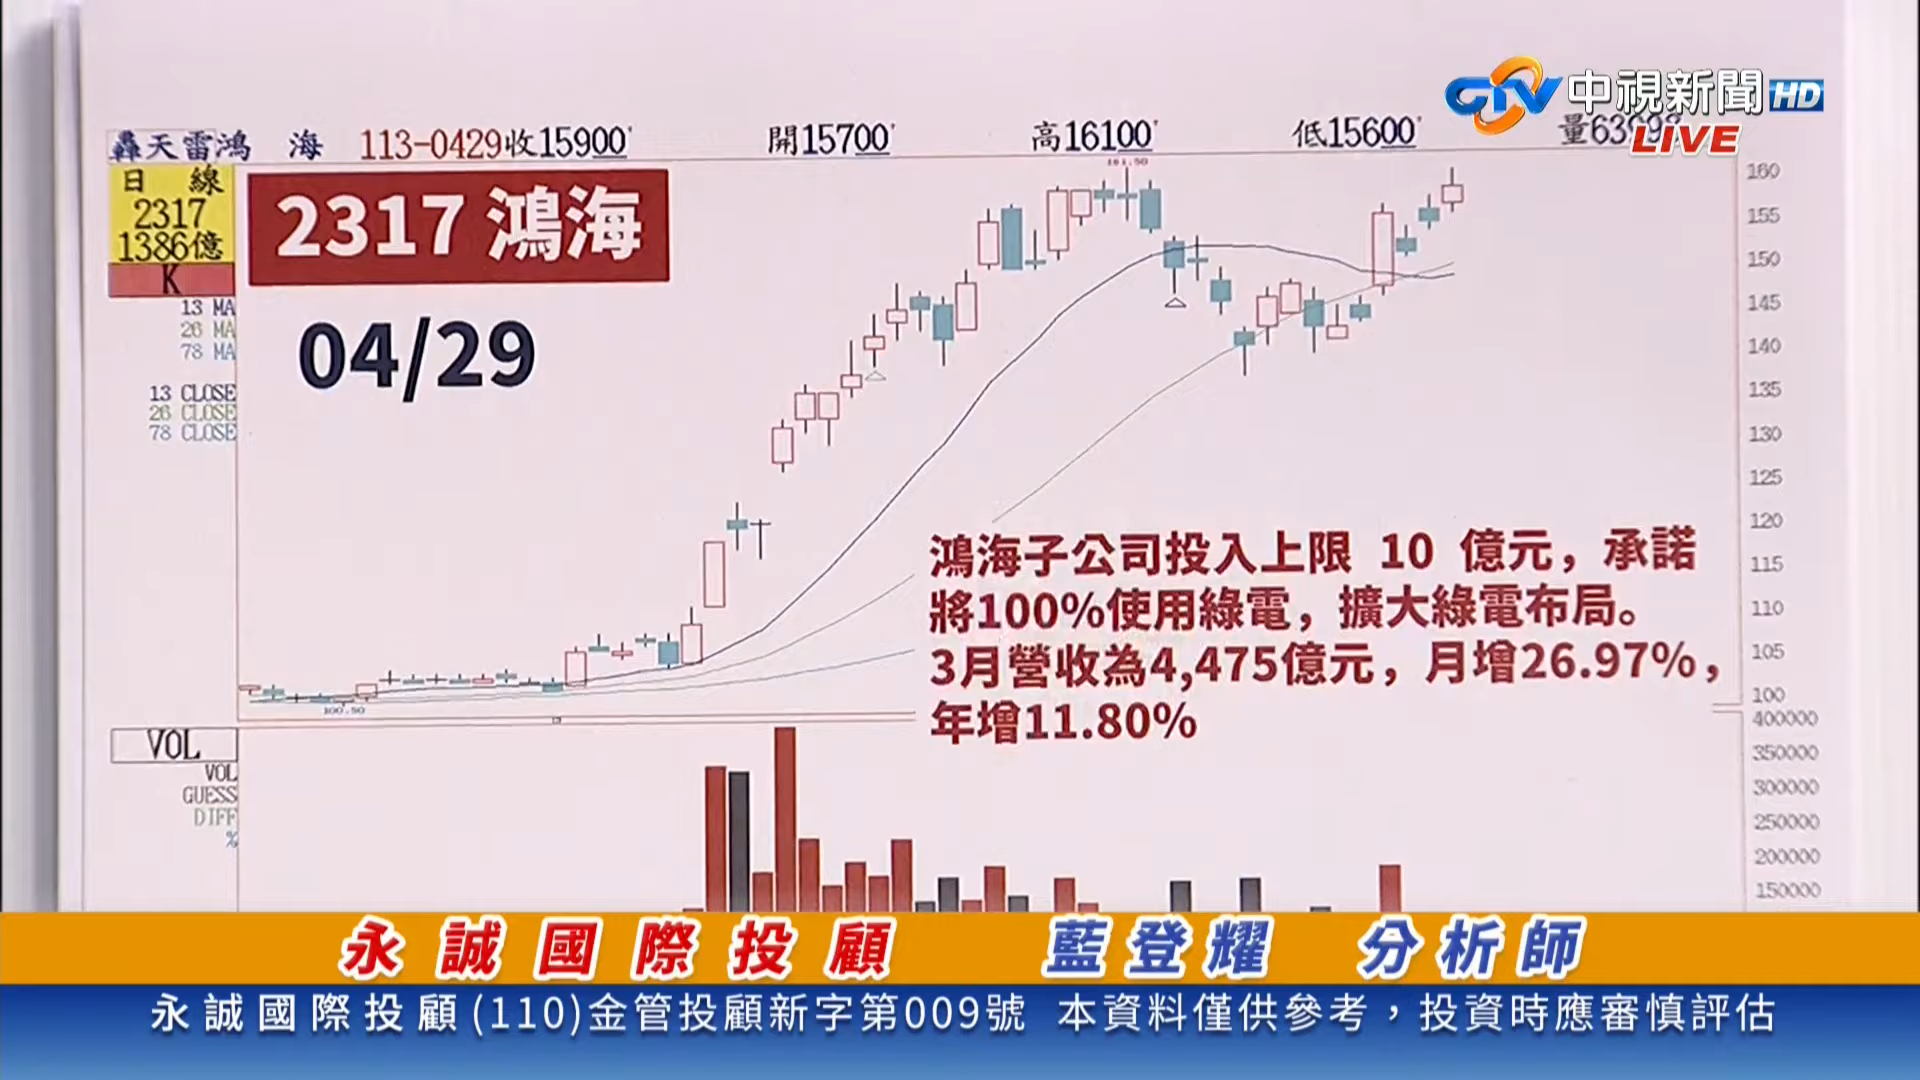 CTV 中視新聞 HD
LIVE
轟天雷鴻 海 113-0429收15900' 開15700' 高16100' 低15600'
日 線
2317
1386億
K
2317 鴻海
04/29
13 MA
26 MA
78 MA
13 CLOSE
26 CLOSE
78 CLOSE
161.50
100.50
160
155
150
145
140
135
130
125
120
115
110
105
100
鴻海子公司投入上限 10 億元，承諾
將100%使用綠電，擴大綠電布局。
3月營收為4,475億元，月增26.97%，
年增11.80%
VOL
VOL
GUESS
DIFF
%
400000
350000
300000
250000
200000
150000
永誠國際投顧 藍登耀 分析師
永誠國際投顧(110)金管投顧新字第009號 本資料僅供參考，投資時應審慎評估